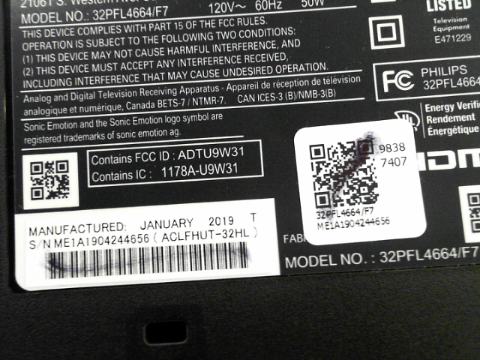 MODEL NO.: 32PFL4664/F7 120V~ 60Hz 50W
THIS DEVICE COMPLIES WITH PART 15 OF THE FCC RULES.
OPERATION IS SUBJECT TO THE FOLLOWING TWO CONDITIONS:
(1) THIS DEVICE MAY NOT CAUSE HARMFUL INTERFERENCE, AND
(2) THIS DEVICE MUST ACCEPT ANY INTERFERENCE RECEIVED,
INCLUDING INTERFERENCE THAT MAY CAUSE UNDESIRED OPERATION.
Analog and Digital Television Receiving Apparatus - Appareil de réception de télévision
analogique et numérique, Canada BETS-7 / NTMR-7. CAN ICES-3 (B)/NMB-3(B)
Sonic Emotion and the Sonic Emotion logo symbol are
registered trademarks of sonic emotion ag.
Contains FCC ID : ADTU9W31
Contains IC : 1178A-U9W31
MANUFACTURED: JANUARY 2019 T
S/N ME1A1904244656 (ACLFHUT-32HL)
LISTED
Television
Equipment
E471229
FC PHILIPS
32PFL4664/F7
Energy Verified
Rendement
Énergétique
9838
7407
32PFL4664/F7
ME1A1904244656
HDMI
MODEL NO. : 32PFL4664/F7